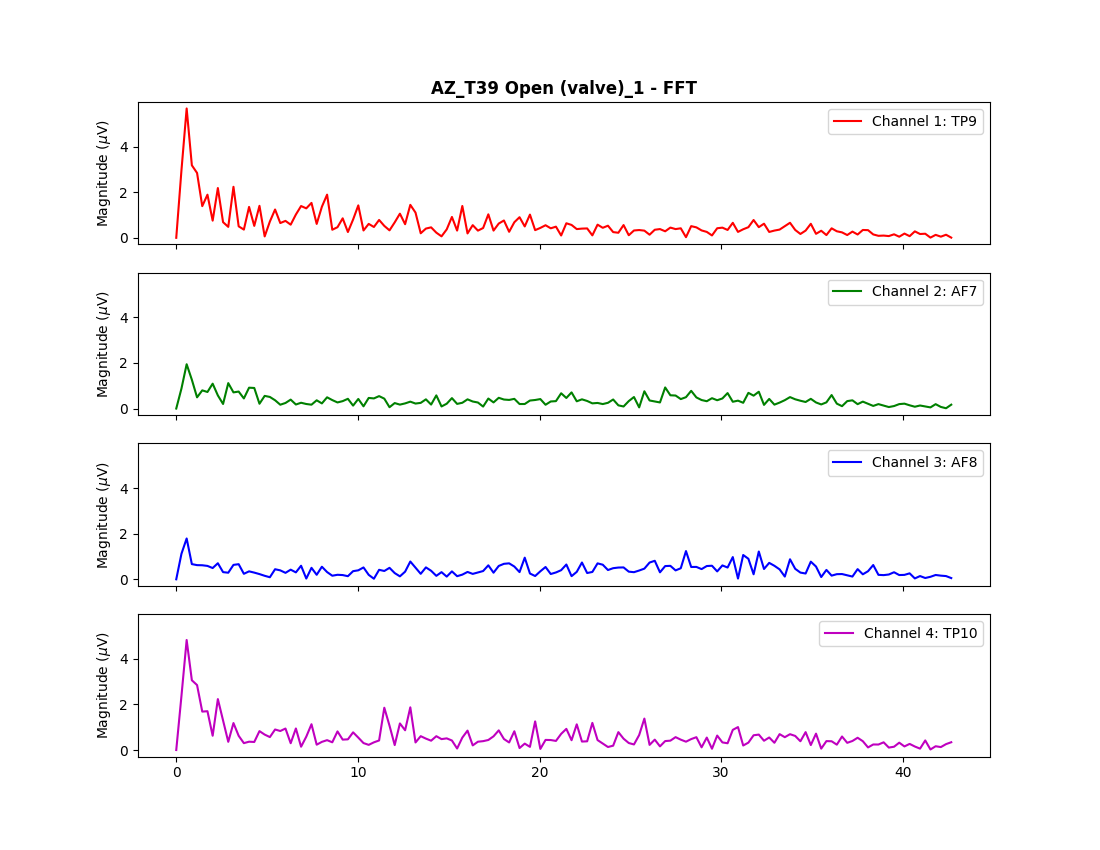 AZ_T39 Open (valve)_1 - FFT
Magnitude (μV)
4
2
0
Channel 1: TP9
Magnitude (μV)
4
2
0
Channel 2: AF7
Magnitude (μV)
4
2
0
Channel 3: AF8
Magnitude (μV)
4
2
0
Channel 4: TP10
0 10 20 30 40